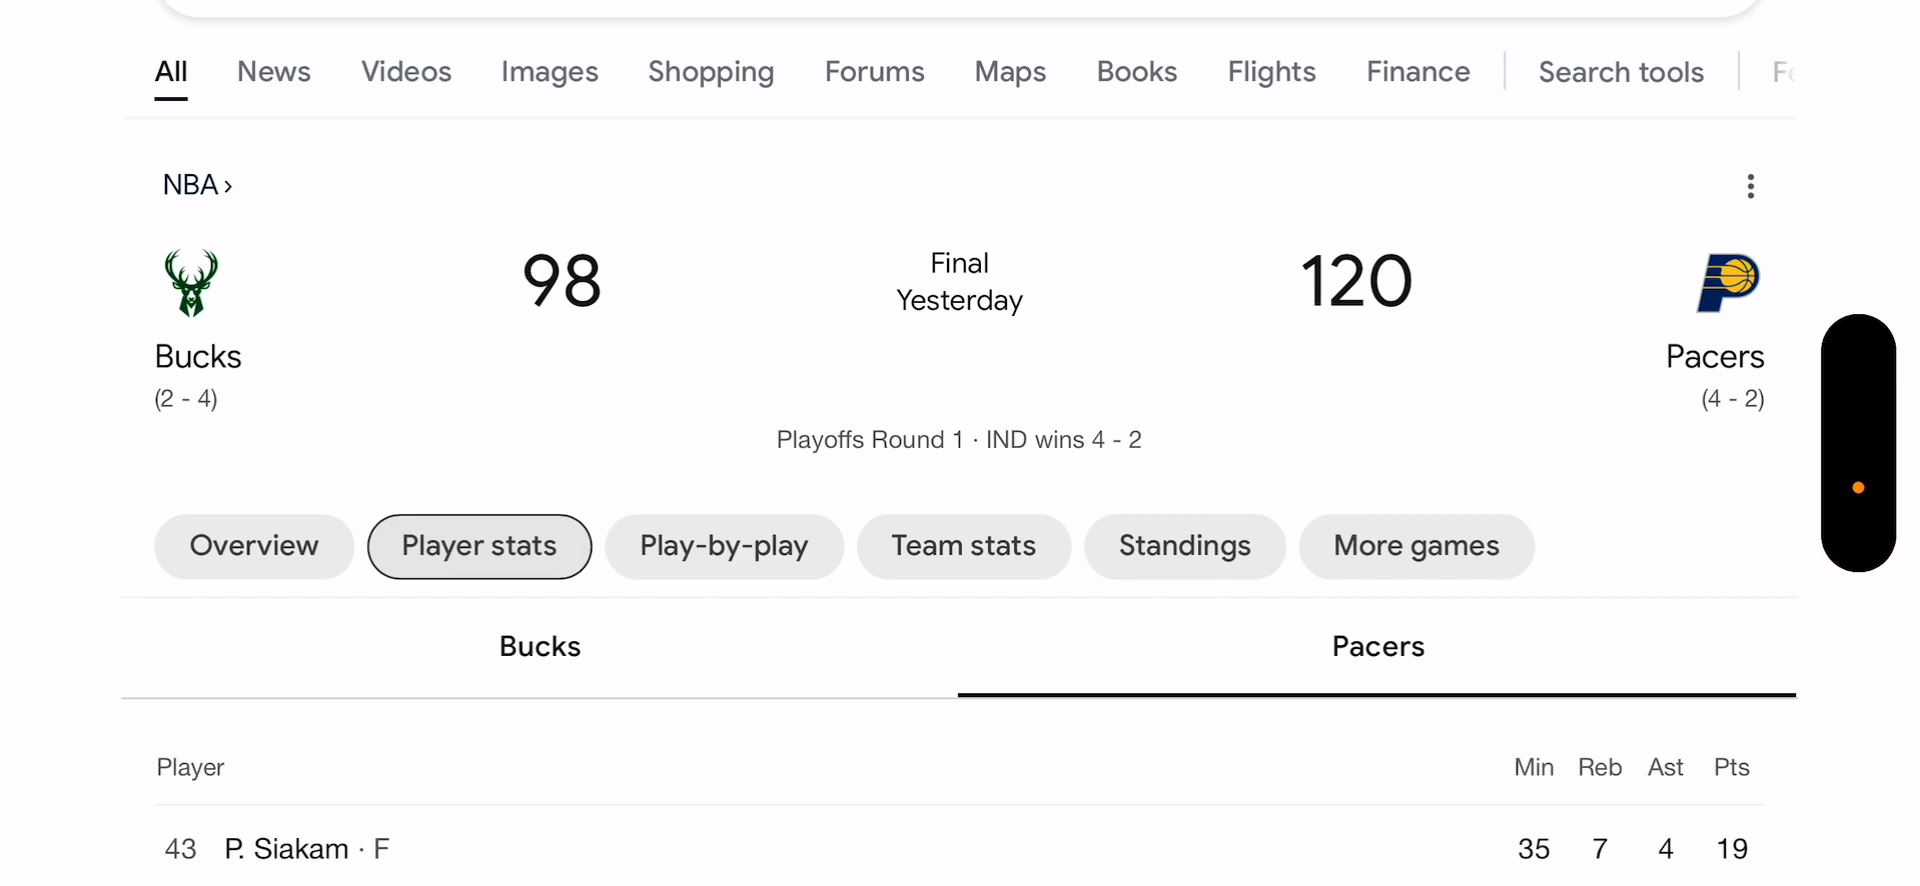 All News Videos Images Shopping Forums Maps Books Flights Finance Search tools
NBA ›
98 Final 120
Yesterday
Bucks Pacers
(2 - 4) (4 - 2)
Playoffs Round 1 · IND wins 4 - 2
Overview Player stats Play-by-play Team stats Standings More games
Bucks Pacers
Player Min Reb Ast Pts
43 P. Siakam · F 35 7 4 19